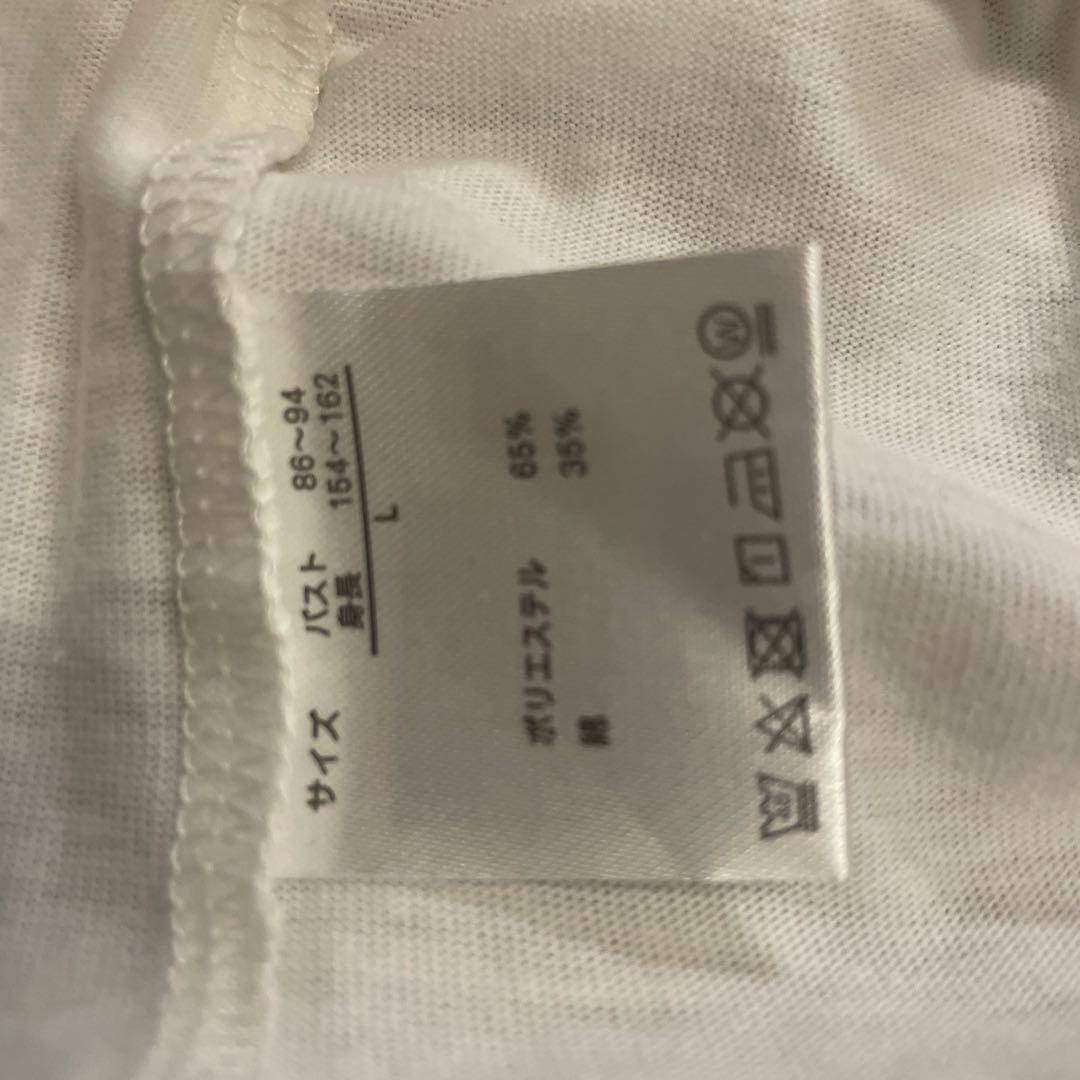 サイズ バスト 86～94
身長 154～162
L
ポリエステル 65%
綿 35%